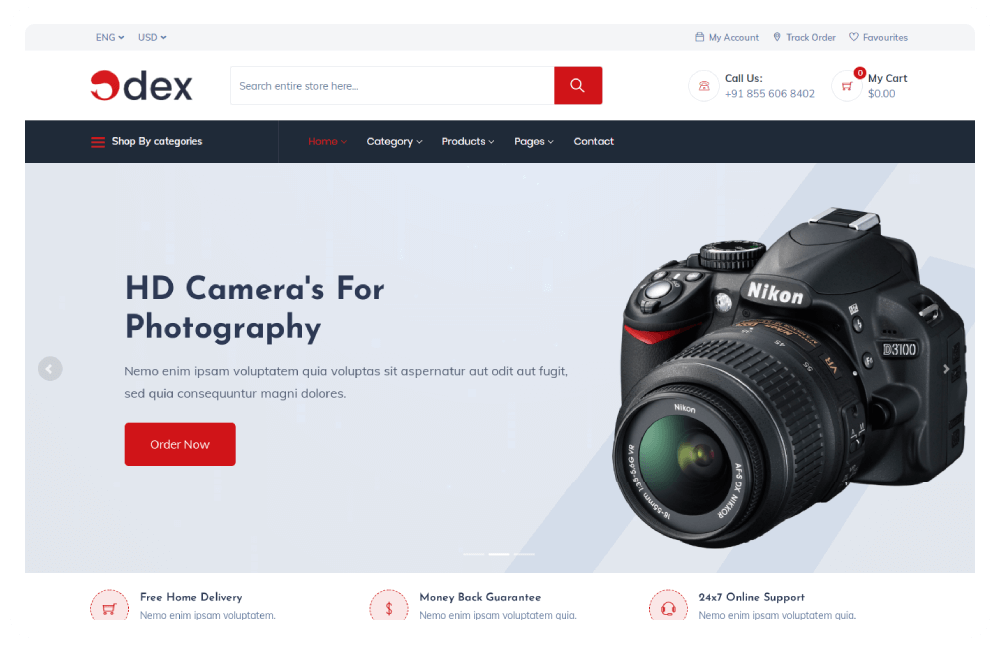 ENG USD My Account Track Order Favourites
Odex Search entire store here... Call Us: 0 My Cart
+91 855 606 8402 $0.00
Shop By categories Home Category Products Pages Contact
HD Camera's For
Photography
Nemo enim ipsam voluptatem quia voluptas sit aspernatur aut odit aut fugit,
sed quia consequuntur magni dolores.
Order Now
Nikon
D3100
VR
45
55
Nikon
AF-S DX NIKKOR
18-55mm 1:3.5-5.6G VR
Free Home Delivery Money Back Guarantee 24x7 Online Support
Nemo enim ipsam voluptatem. Nemo enim ipsam voluptatem quia. Nemo enim ipsam voluptatem quia.